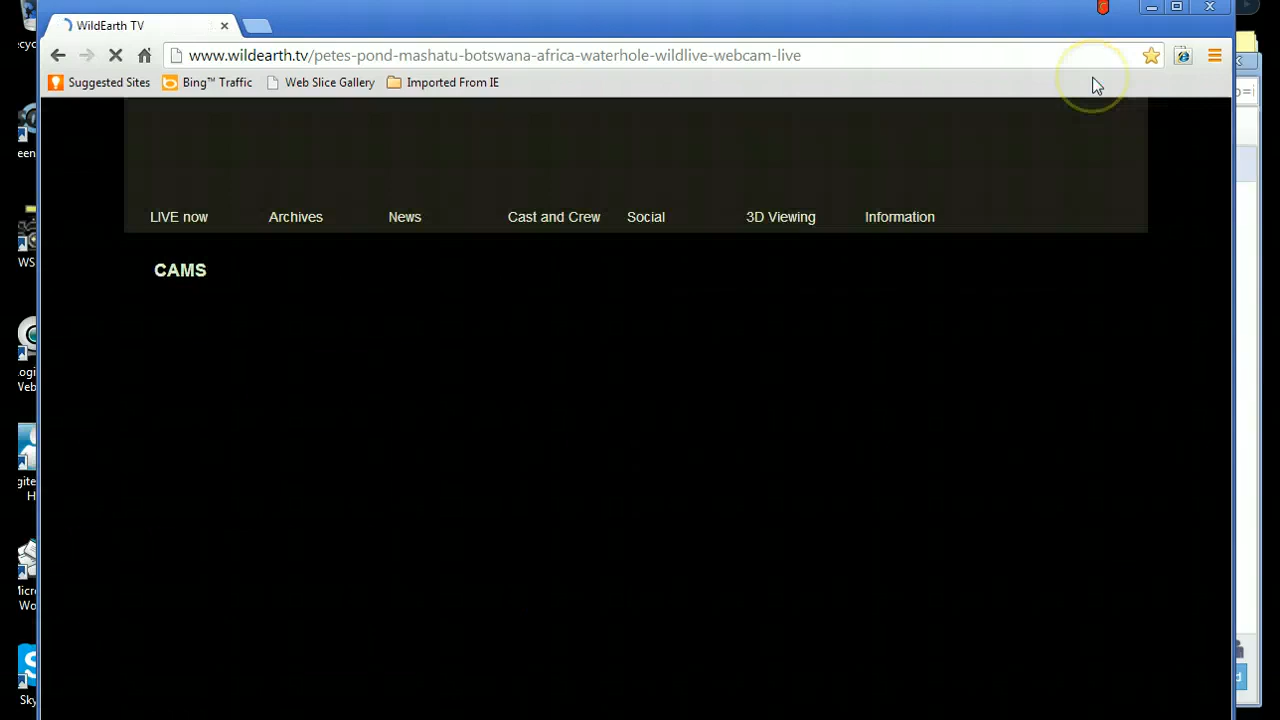 WildEarth TV
www.wildearth.tv/petes-pond-mashatu-botswana-africa-waterhole-wildlive-webcam-live
Suggested Sites Bing™ Traffic Web Slice Gallery Imported From IE
LIVE now Archives News Cast and Crew Social 3D Viewing Information
CAMS